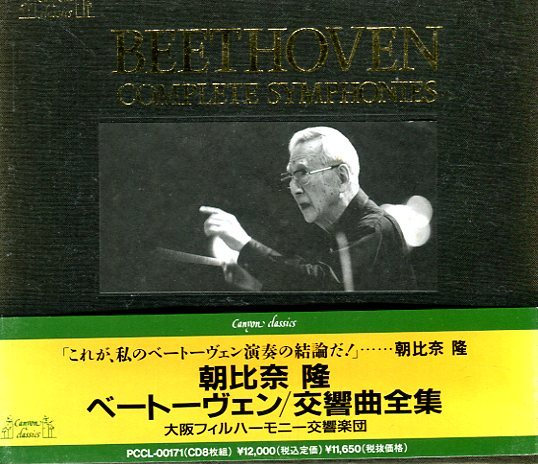 BEETHOVEN
COMPLETE SYMPHONIES
Canyon classics
「これが、私のベートーヴェン演奏の結論だ!」……朝比奈 隆
朝比奈 隆
ベートーヴェン/交響曲全集
大阪フィルハーモニー交響楽団
Canyon
classics
PCCL-00171(CD8枚組) ¥12,000(税込定価) ¥11,650(税抜価格)